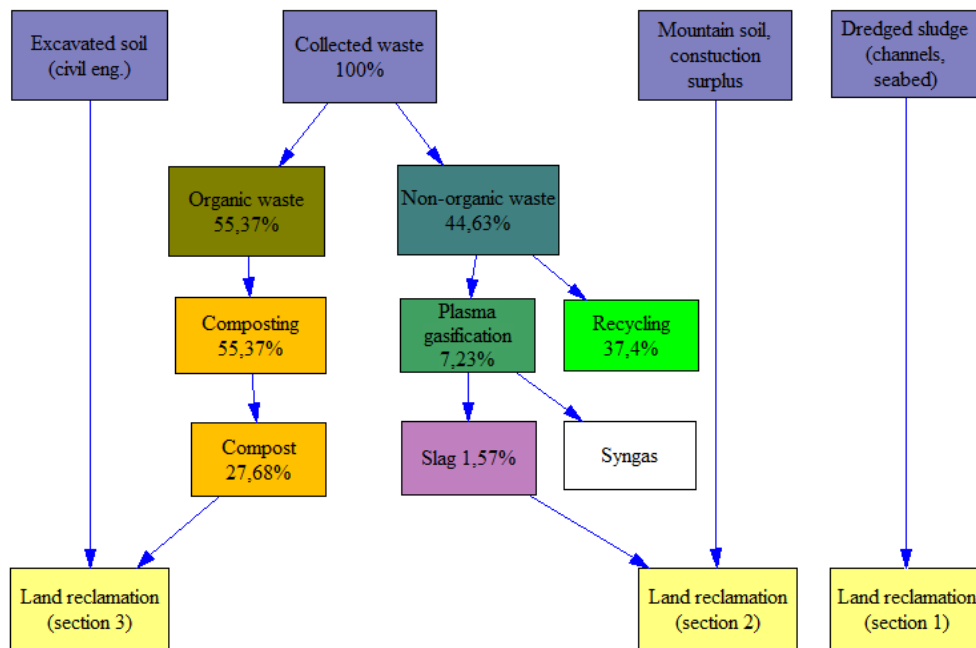 Excavated soil
(civil eng.)
Collected waste
100%
Mountain soil,
constuction
surplus
Dredged sludge
(channels,
seabed)
Organic waste
55,37%
Non-organic waste
44,63%
Composting
55,37%
Plasma
gasification
7,23%
Recycling
37,4%
Compost
27,68%
Slag 1,57%
Syngas
Land reclamation
(section 3)
Land reclamation
(section 2)
Land reclamation
(section 1)